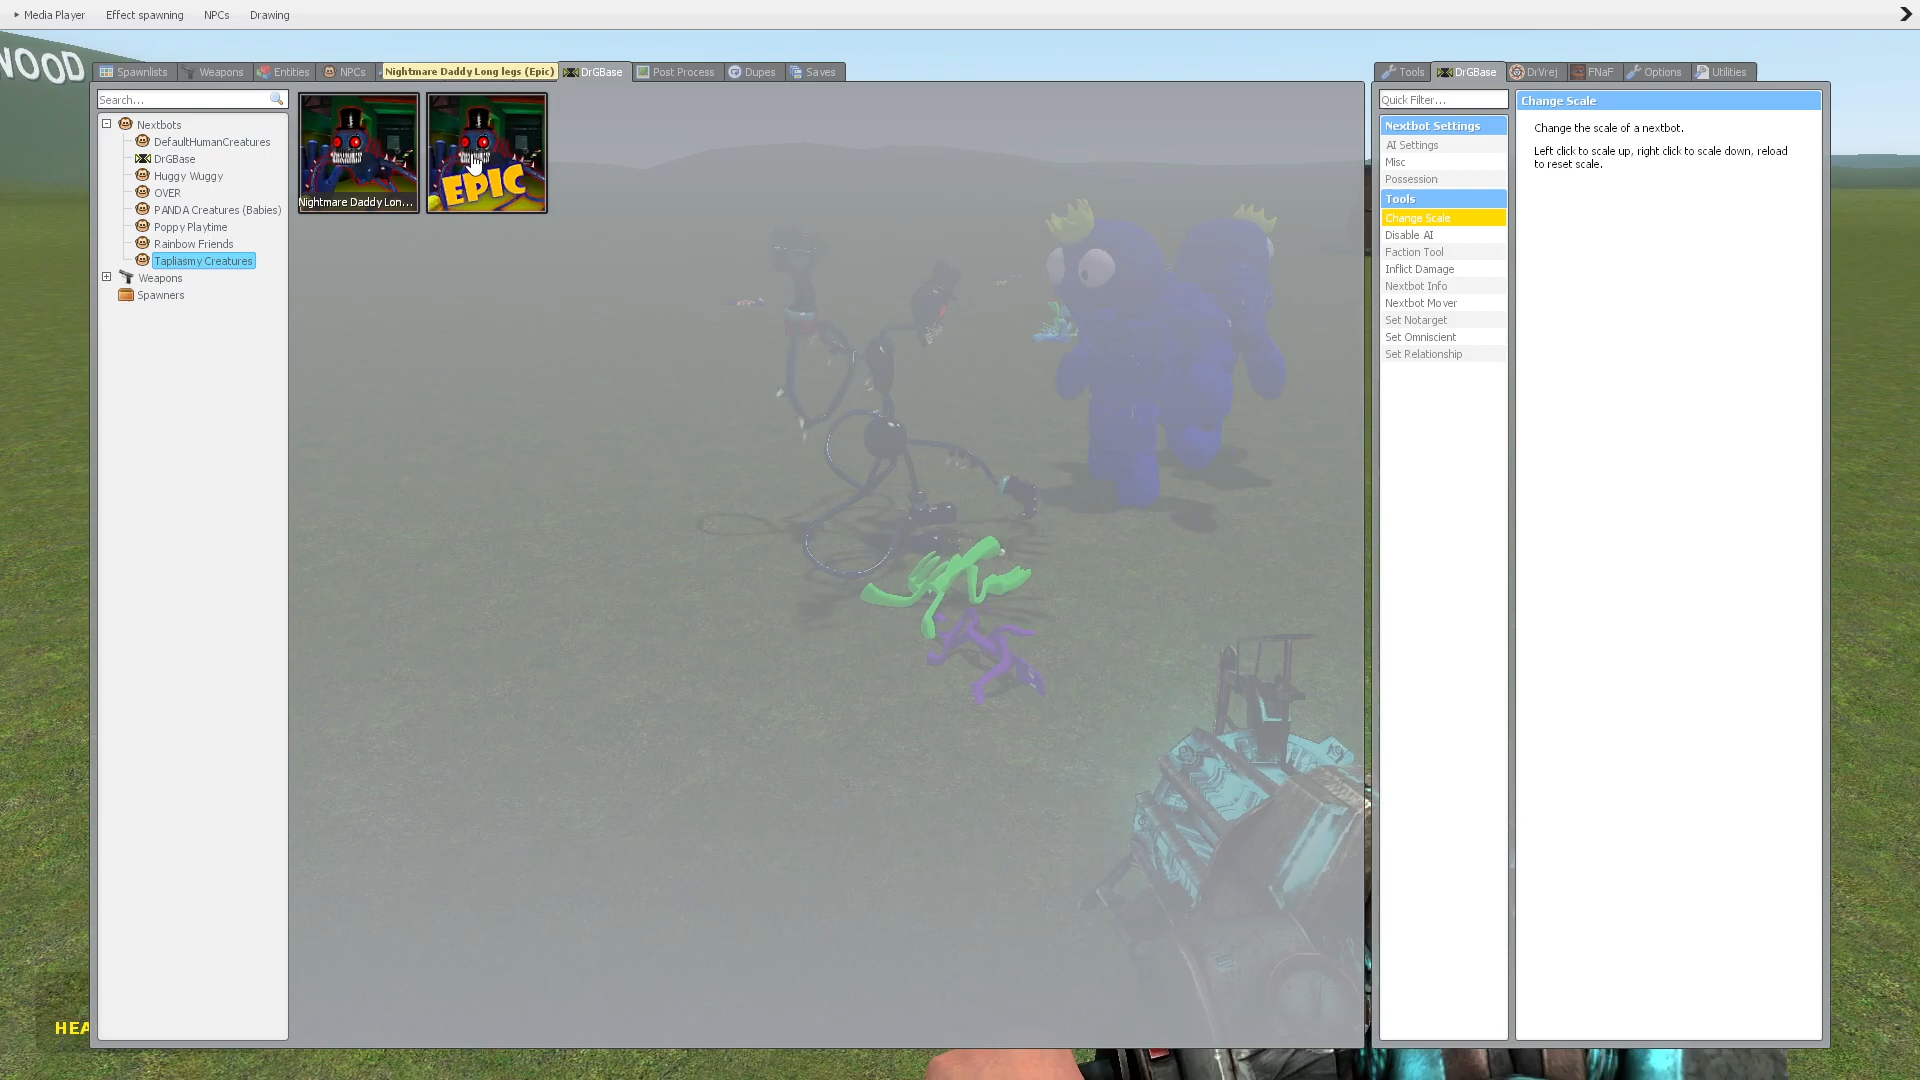 Media Player Effect spawning NPCs Drawing
WOOD
Spawnlists Weapons Entities NPCs Nightmare Daddy Long legs (Epic) DrGBase Post Process Dupes Saves
Tools DrGBase DrVrej FNaF Options Utilities
Search...
Nextbots
DefaultHumanCreatures
DrGBase
Huggy Wuggy
OVER
PANDA Creatures (Babies)
Poppy Playtime
Rainbow Friends
Tapliasmy Creatures
Weapons
Spawners
Nightmare Daddy Lon...
EPIC
Quick Filter...
Nextbot Settings
AI Settings
Misc
Possession
Tools
Change Scale
Disable AI
Faction Tool
Inflict Damage
Nextbot Info
Nextbot Mover
Set Notarget
Set Omniscient
Set Relationship
Change Scale
Change the scale of a nextbot.
Left click to scale up, right click to scale down, reload
to reset scale.
HEA